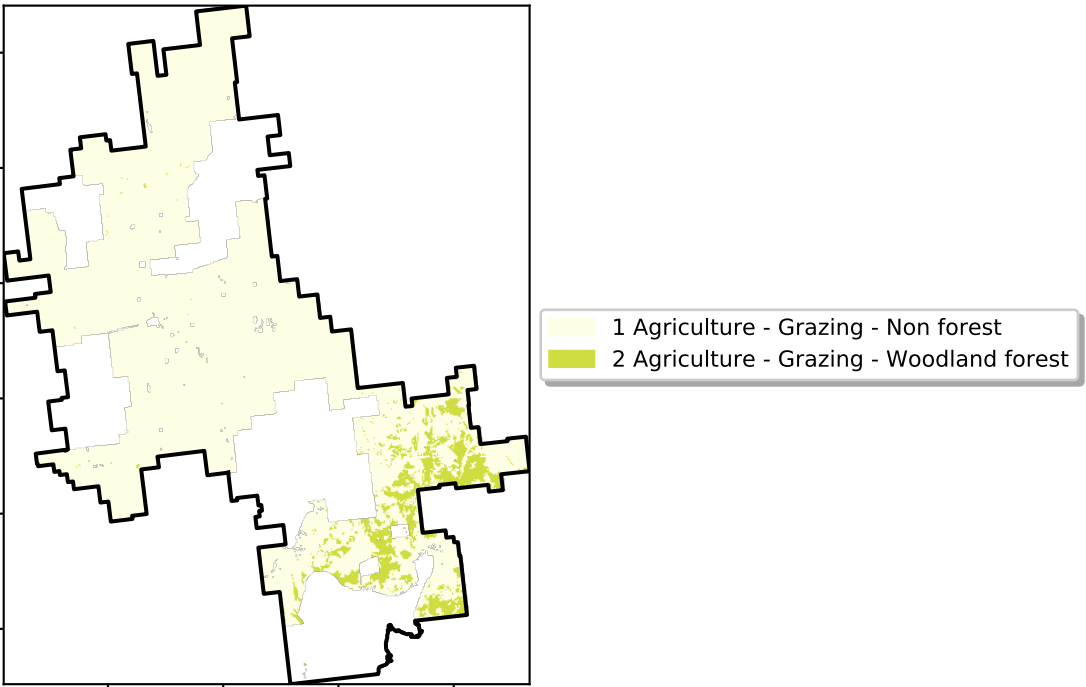 1 Agriculture - Grazing - Non forest
2 Agriculture - Grazing - Woodland forest